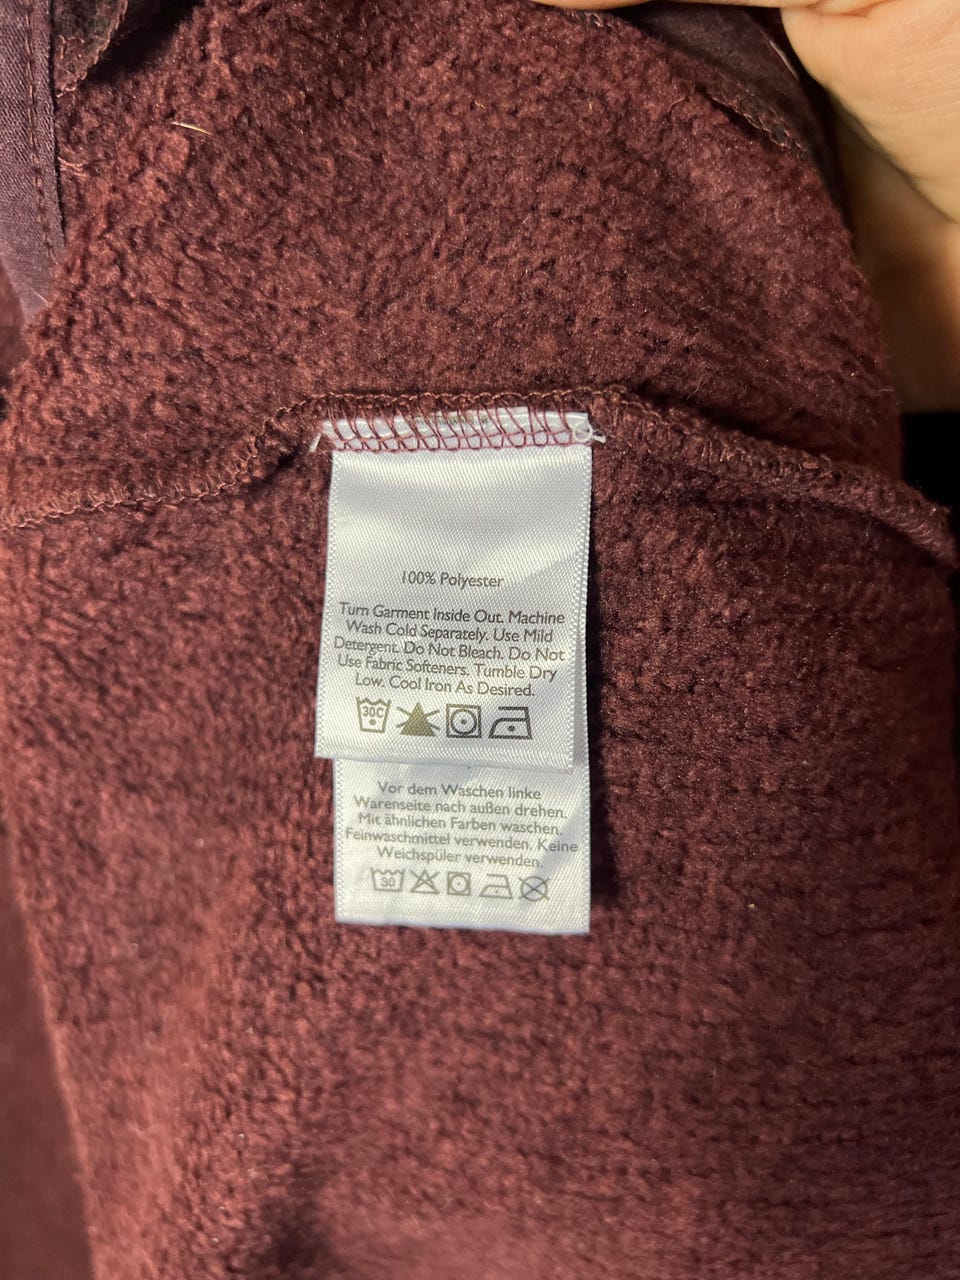 100% Polyester
Turn Garment Inside Out. Machine
Wash Cold Separately. Use Mild
Detergent. Do Not Bleach. Do Not
Use Fabric Softeners. Tumble Dry
Low. Cool Iron As Desired.
30C
Vor dem Waschen linke
Warenseite nach außen drehen.
Mit ähnlichen Farben waschen.
Feinwaschmittel verwenden. Keine
Weichspüler verwenden.
30